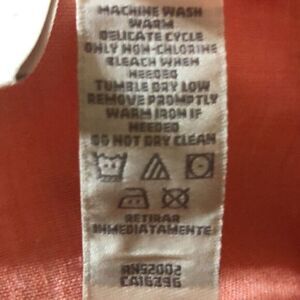 MACHINE WASH
WARM
DELICATE CYCLE
ONLY NON-CHLORINE
BLEACH WHEN
NEEDED
TUMBLE DRY LOW
REMOVE PROMPTLY
WARM IRON IF
NEEDED
DO NOT DRY CLEAN
RETIRAR
INMEDIATAMENTE
RN52002
CA16296